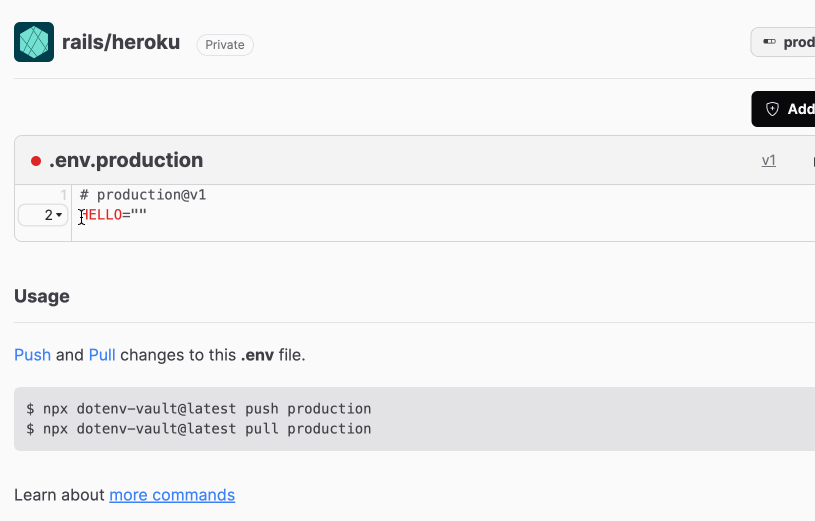 rails/heroku
Private
prod
Add
.env.production
v1
1
# production@v1
2
HELLO=""
Usage
Push and Pull changes to this .env file.
$ npx dotenv-vault@latest push production
$ npx dotenv-vault@latest pull production
Learn about more commands